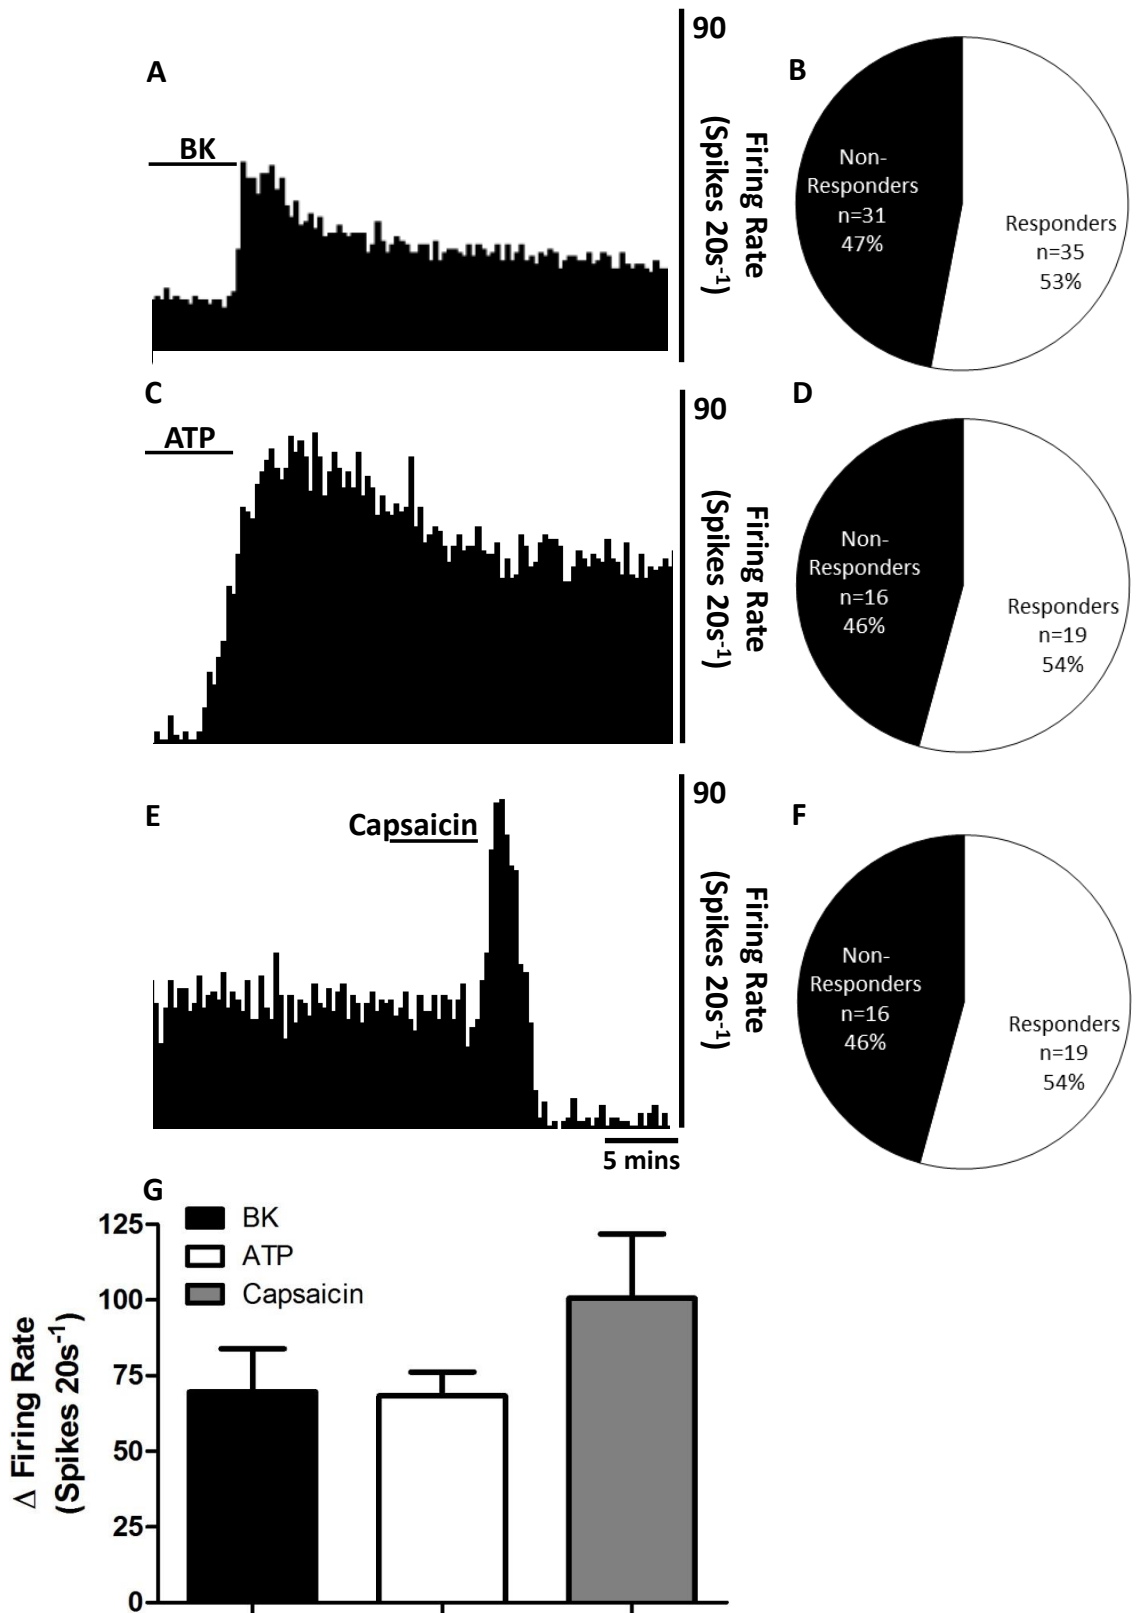 A
BK
90
Firing Rate
(Spikes 20s-1)
B
Non-
Responders
n=31
47%
Responders
n=35
53%
C
ATP
90
Firing Rate
(Spikes 20s-1)
D
Non-
Responders
n=16
46%
Responders
n=19
54%
E
Capsaicin
90
Firing Rate
(Spikes 20s-1)
5 mins
F
Non-
Responders
n=16
46%
Responders
n=19
54%
G
BK
ATP
Capsaicin
Δ Firing Rate
(Spikes 20s-1)
125
100
75
50
25
0